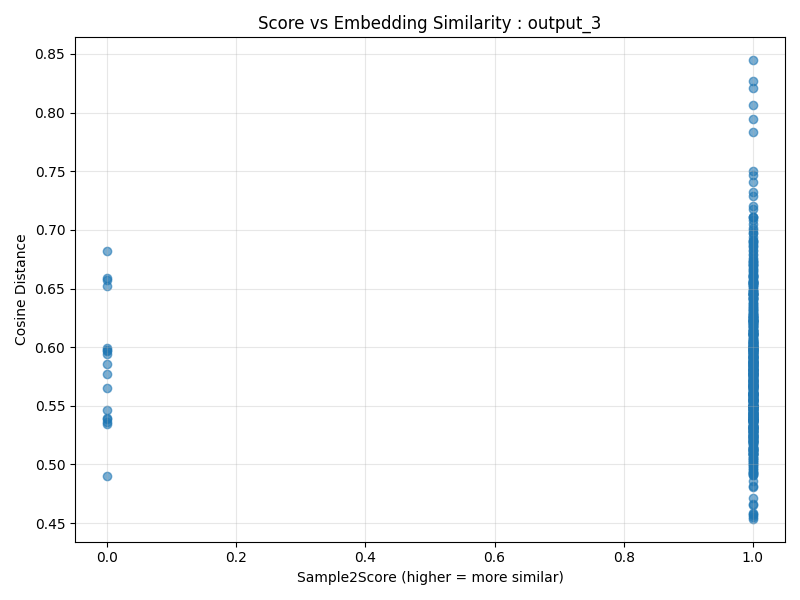 Score vs Embedding Similarity : output_3
0.85
0.80
0.75
0.70
0.65
0.60
0.55
0.50
0.45
Cosine Distance
0.0 0.2 0.4 0.6 0.8 1.0
Sample2Score (higher = more similar)